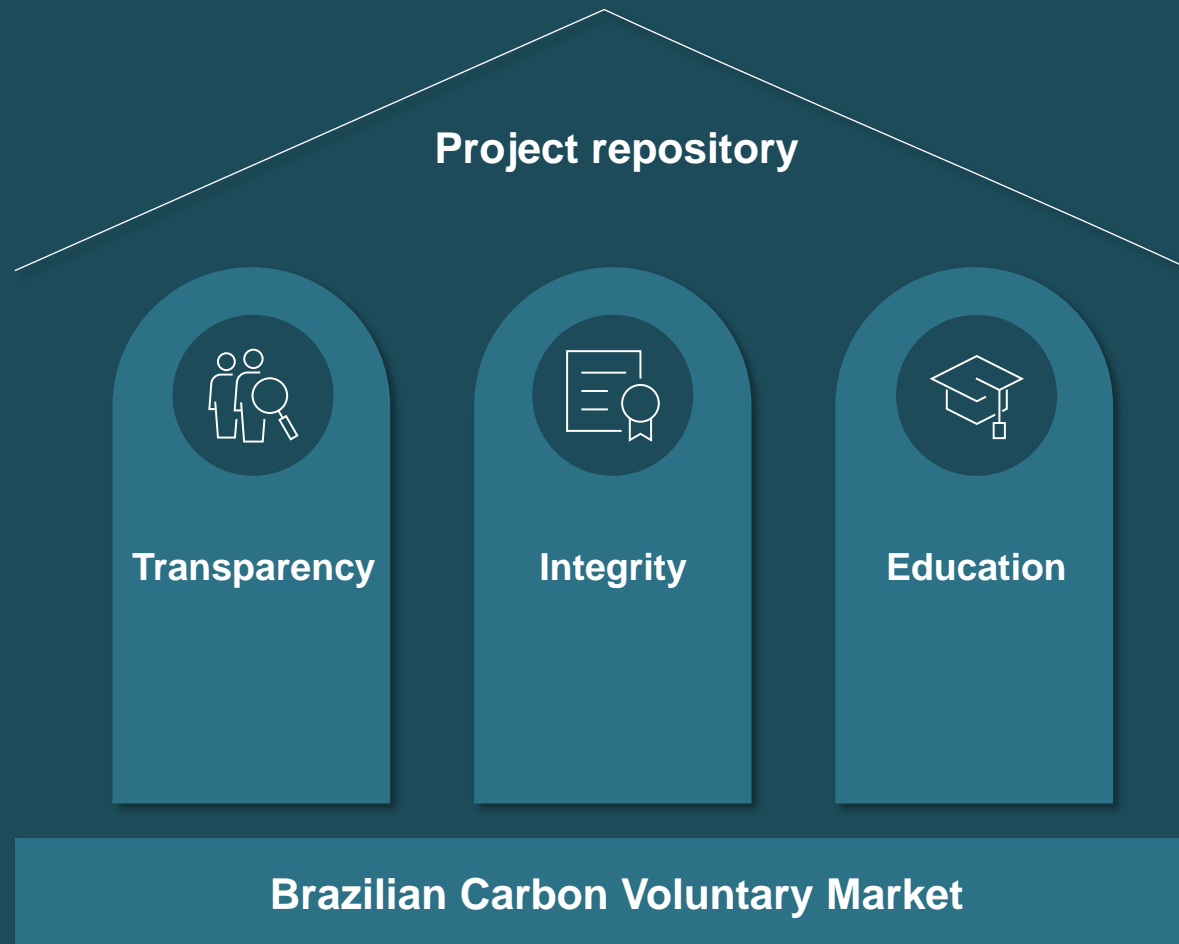 Project repository
Transparency
Integrity
Education
Brazilian Carbon Voluntary Market